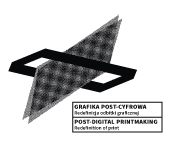 GRAFIKA POST-CYFROWA
Redefinicja odbitki graficznej
POST-DIGITAL PRINTMAKING
Redefinition of print